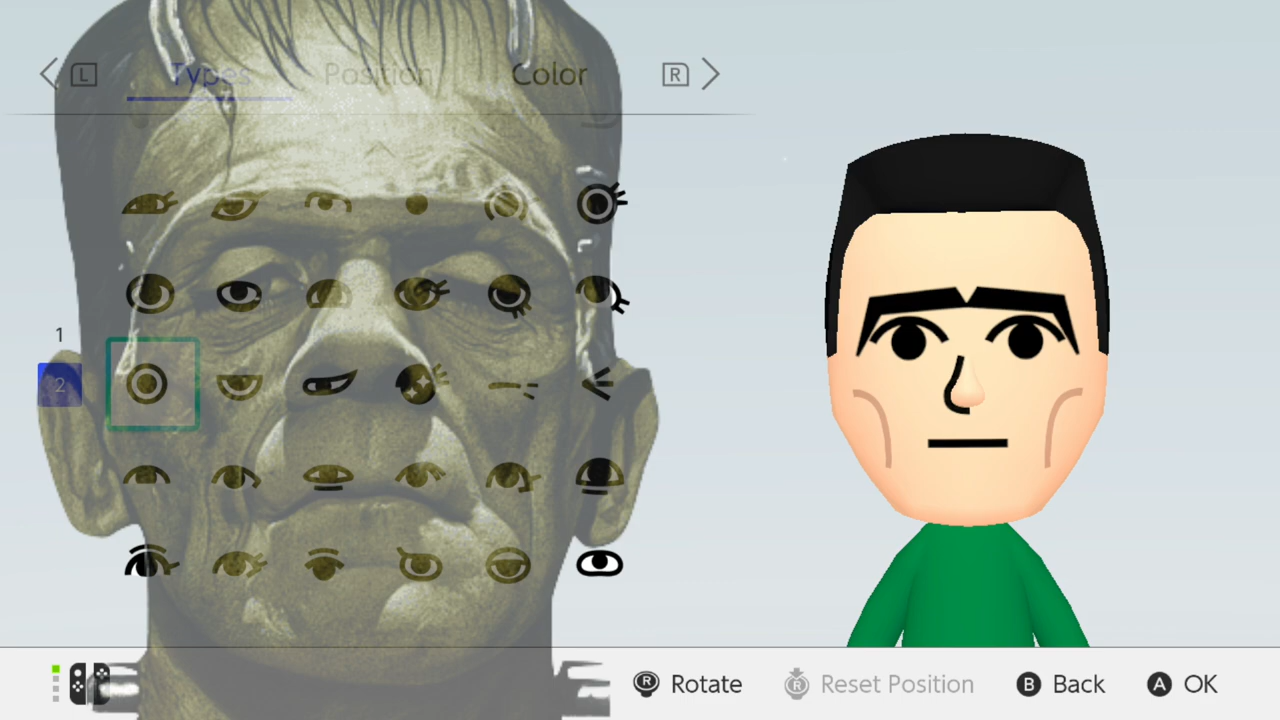 L Types Position Color R
1
2
R Rotate R Reset Position B Back A OK